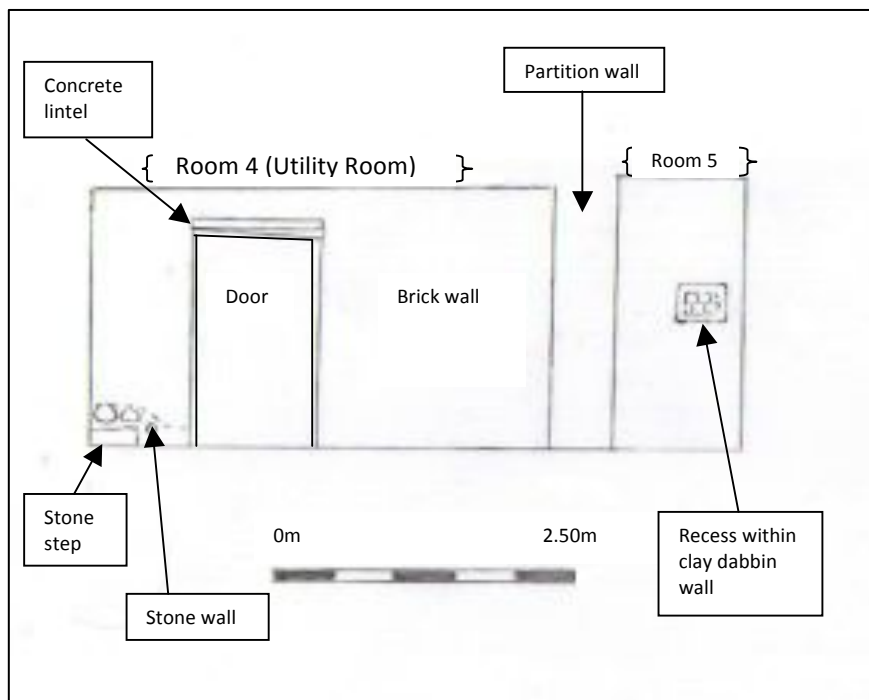 Partition wall
Concrete
lintel
{ Room 4 (Utility Room) }
{ Room 5 }
Door
Brick wall
0m
2.50m
Stone
step
Stone wall
Recess within
clay dabbin
wall